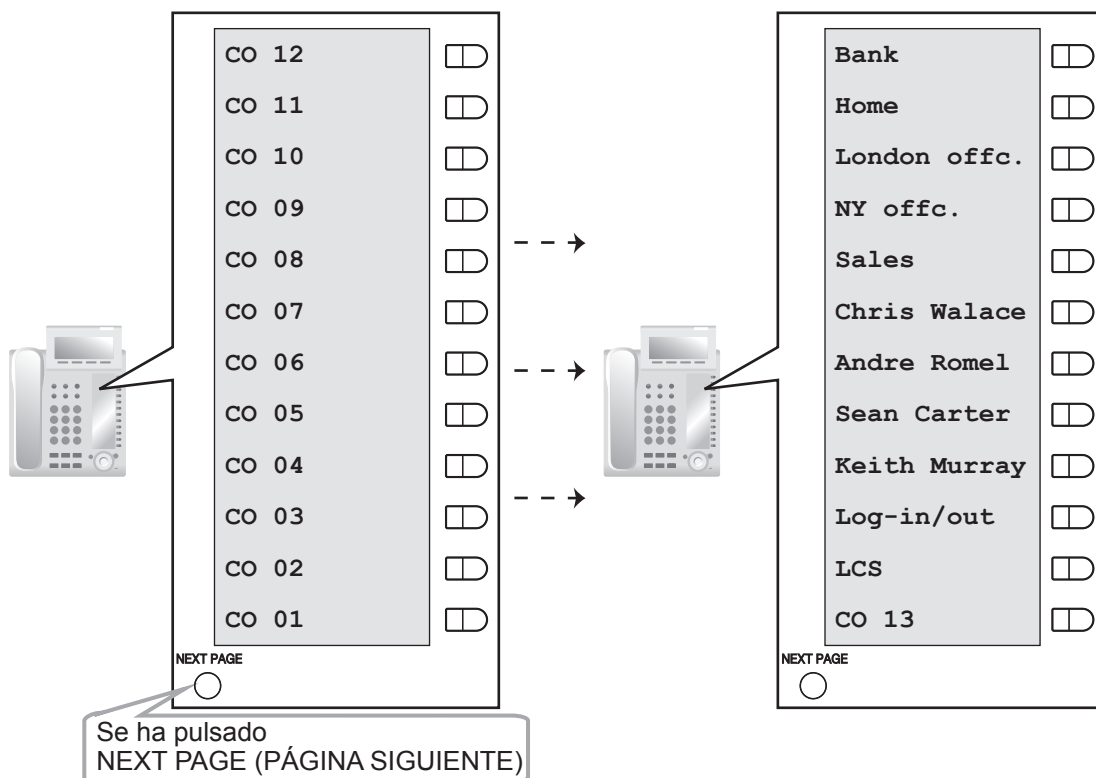 CO 12
CO 11
CO 10
CO 09
CO 08
CO 07
CO 06
CO 05
CO 04
CO 03
CO 02
CO 01
NEXT PAGE
Se ha pulsado
NEXT PAGE (PÁGINA SIGUIENTE)
Bank
Home
London offc.
NY offc.
Sales
Chris Walace
Andre Romel
Sean Carter
Keith Murray
Log-in/out
LCS
CO 13
NEXT PAGE